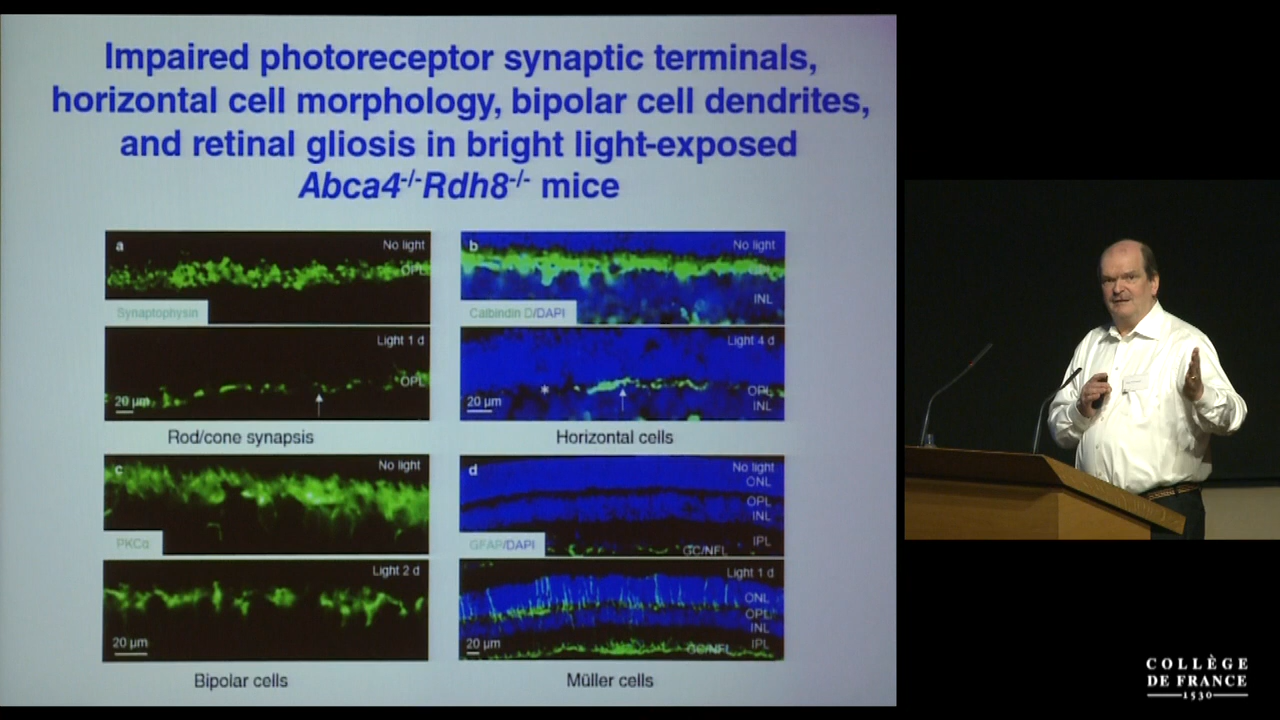 Impaired photoreceptor synaptic terminals,
horizontal cell morphology, bipolar cell dendrites,
and retinal gliosis in bright light-exposed
Abca4-/-Rdh8-/- mice
a
No light
OPL
Synaptophysin
Light 1 d
OPL
20 µm
Rod/cone synapsis
b
No light
OPL
INL
Calbindin D/DAPI
Light 4 d
*
OPL
INL
20 µm
Horizontal cells
c
No light
PKCα
Light 2 d
20 µm
Bipolar cells
d
No light
ONL
OPL
INL
IPL
GC/NFL
GFAP/DAPI
Light 1 d
ONL
OPL
INL
IPL
GC/NFL
20 µm
Müller cells
COLLÈGE
DE FRANCE
1530